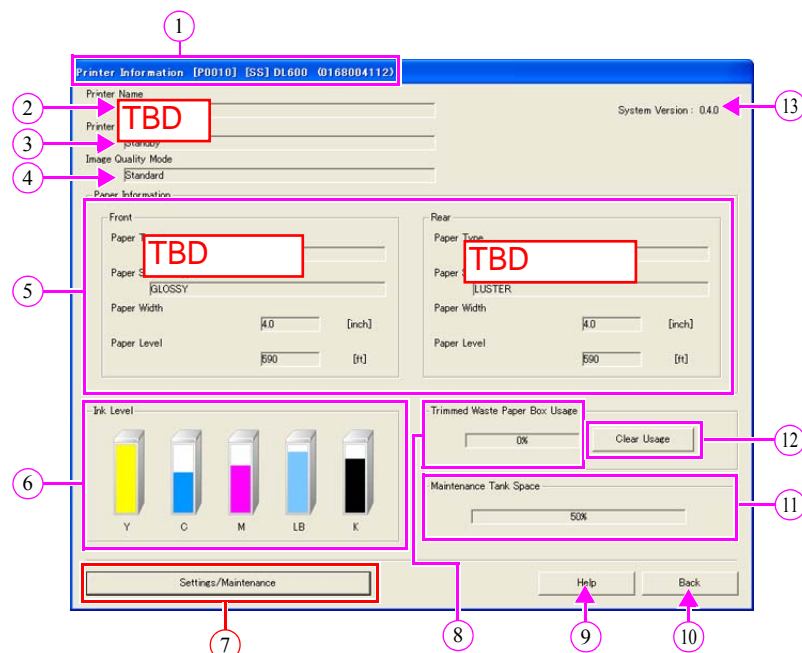 1
Printer Information [P0010] [SS] DL600 (0168004112)
Printer Name
2
TBD
System Version : 0.4.0
13
Printer
3
Standby
Image Quality Mode
4
Standard
Paper Information
Front
Rear
Paper T
Paper Type
TBD
TBD
Paper S
Paper S
5
GLOSSY
LUSTER
Paper Width
Paper Width
4.0 [inch]
4.0 [inch]
Paper Level
Paper Level
590 [ft]
590 [ft]
Ink Level
Trimmed Waste Paper Box Usage
0%
Clear Usage
12
6
Maintenance Tank Space
11
50%
Y C M LB K
Settings/Maintenance
Help
Back
7
8
9
10